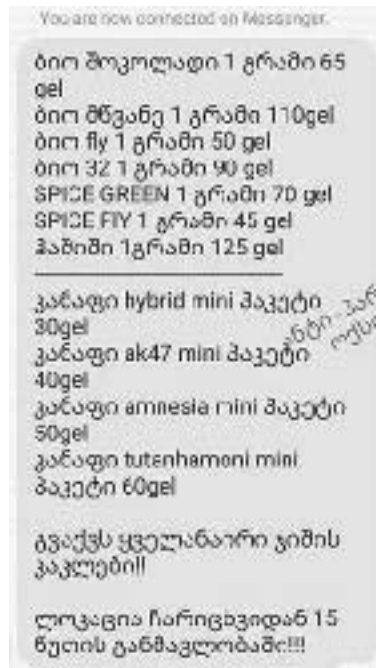 You are now connected on Messenger.
ბიო შოკოლადი 1 გრამი 65
gel
ბიო მწვანე 1 გრამი 110gel
ბიო fly 1 გრამი 50 gel
ბიო 32 1 გრამი 90 gel
SPICE GREEN 1 გრამი 70 gel
SPICE FlY 1 გრამი 45 gel
ჰაშიში 1გრამი 125 gel
კანაფი hybrid mini პაკეტი
30gel
კანაფი ak47 mini პაკეტი
40gel
კანაფი amnesia mini პაკეტი
50gel
კანაფი tutanhamoni mini
პაკეტი 60gel
გვაქვს ყველანაირი ჯიშის
კაკლები!!
ლოკაცია ჩარიცხვიდან 15
წუთის განმავლობაში!!!